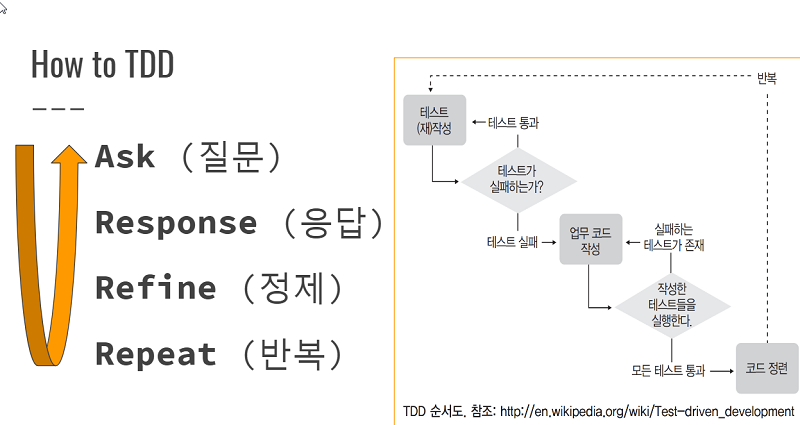 How to TDD
---
Ask (질문)
Response (응답)
Refine (정제)
Repeat (반복)
반복
테스트
(재)작성
테스트 통과
테스트가
실패하는가?
테스트 실패
업무 코드
작성
실패하는
테스트가 존재
작성한
테스트들을
실행한다.
모든 테스트 통과
코드 정련
TDD 순서도. 참조: http://en.wikipedia.org/wiki/Test-driven_development